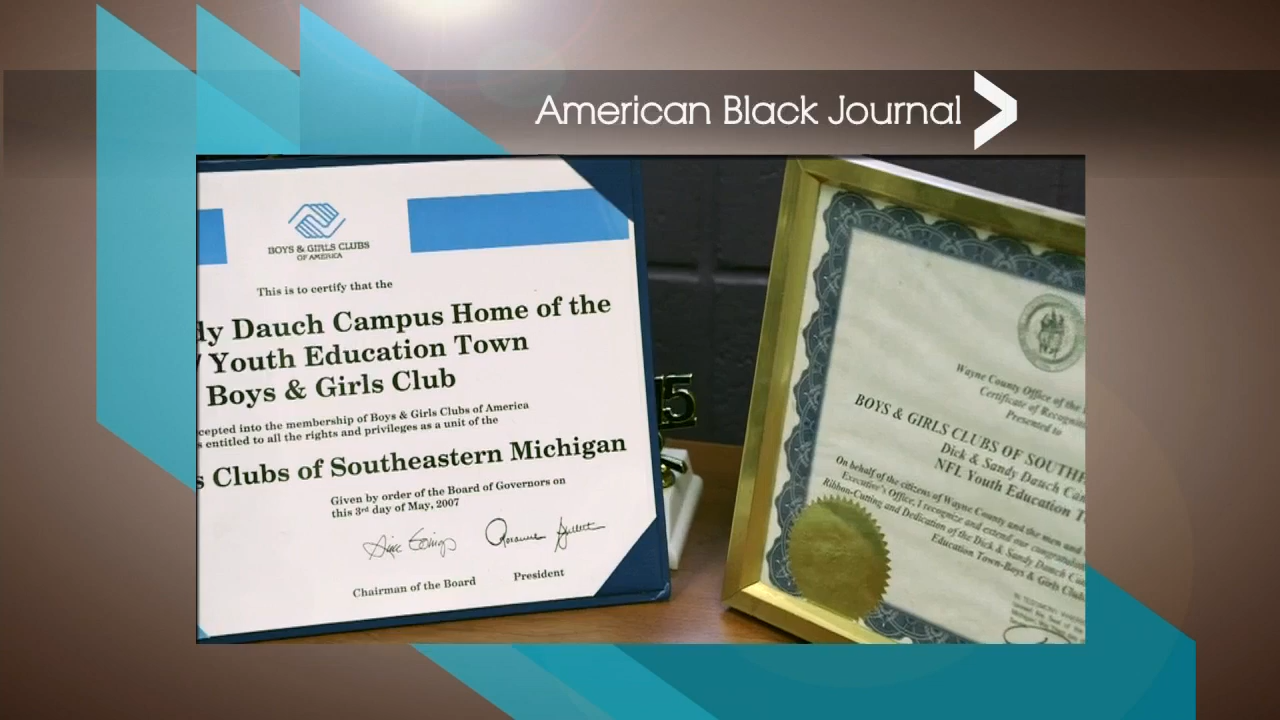 American Black Journal
BOYS & GIRLS CLUBS
OF AMERICA
This is to certify that the
dy Dauch Campus Home of the
Youth Education Town
Boys & Girls Club
cepted into the membership of Boys & Girls Clubs of America
s entitled to all the rights and privileges as a unit of the
s Clubs of Southeastern Michigan
Given by order of the Board of Governors on
this 3rd day of May, 2007
Chairman of the Board President
15
Wayne County Office of the
Certificate of Recognit
Presented to
BOYS & GIRLS CLUBS OF SOUTHE
Dick & Sandy Dauch Cam
NFL Youth Education T
On behalf of the citizens of Wayne County and the men and
Executive's Office, I recognize and extend our congratulation
Ribbon-Cutting and Dedication of the Dick & Sandy Dauch Ca
Education Town-Boys & Girls Club